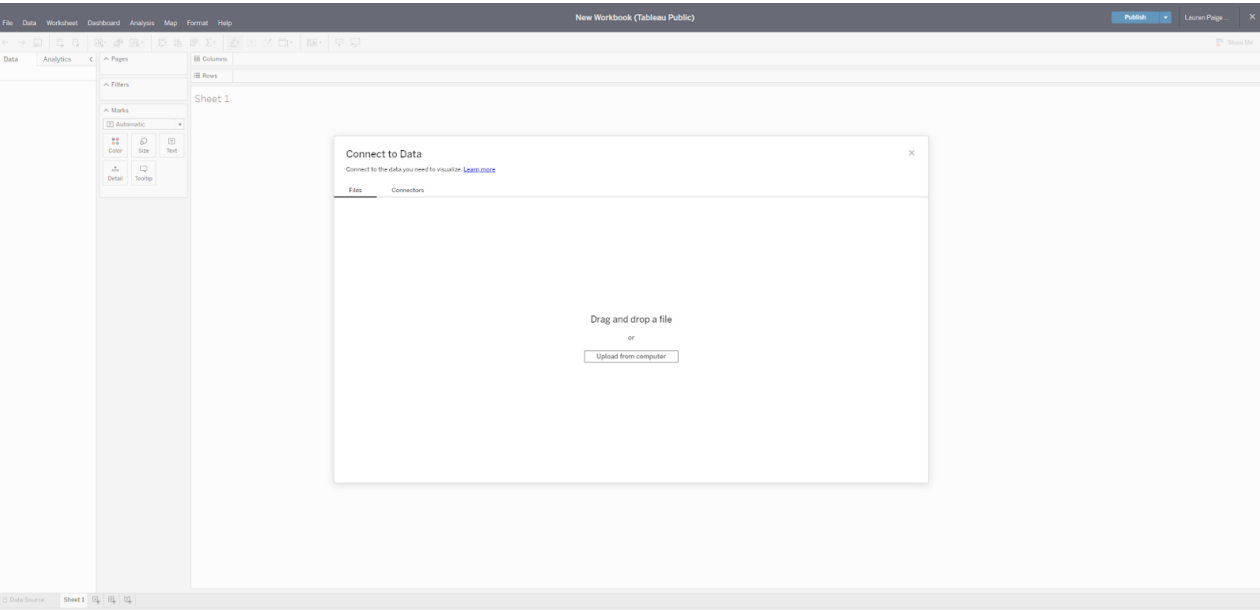 New Workbook (Tableau Public)
File Data Worksheet Dashboard Analysis Map Format Help
Publish
Lauren Paige ...
Show Me
Data Analytics
Pages
Columns
Rows
Filters
Sheet 1
Marks
Automatic
Color Size Text
Detail Tooltip
Connect to Data
Connect to the data you need to visualize. Learn more
Files Connectors
Drag and drop a file
or
Upload from computer
Data Source Sheet 1